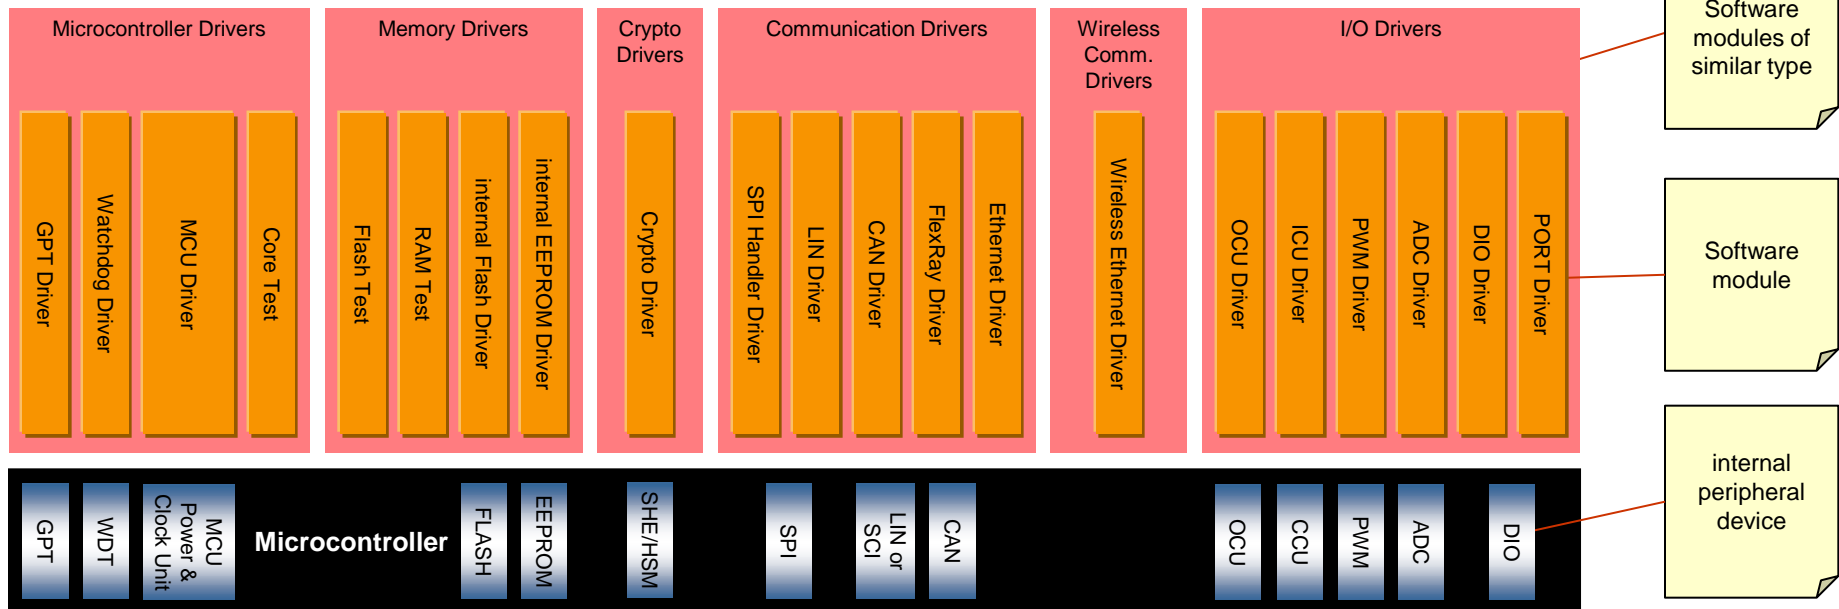 Microcontroller Drivers
Memory Drivers
Crypto
Drivers
Communication Drivers
Wireless
Comm.
Drivers
I/O Drivers
Software
modules of
similar type
GPT Driver
Watchdog Driver
MCU Driver
Core Test
Flash Test
RAM Test
internal Flash Driver
internal EEPROM Driver
Crypto Driver
SPI Handler Driver
LIN Driver
CAN Driver
FlexRay Driver
Ethernet Driver
Wireless Ethernet Driver
OCU Driver
ICU Driver
PWM Driver
ADC Driver
DIO Driver
PORT Driver
Software
module
GPT
WDT
MCU
Power &
Clock Unit
Microcontroller
FLASH
EEPROM
SHE/HSM
SPI
LIN or
SCI
CAN
OCU
CCU
PWM
ADC
DIO
internal
peripheral
device